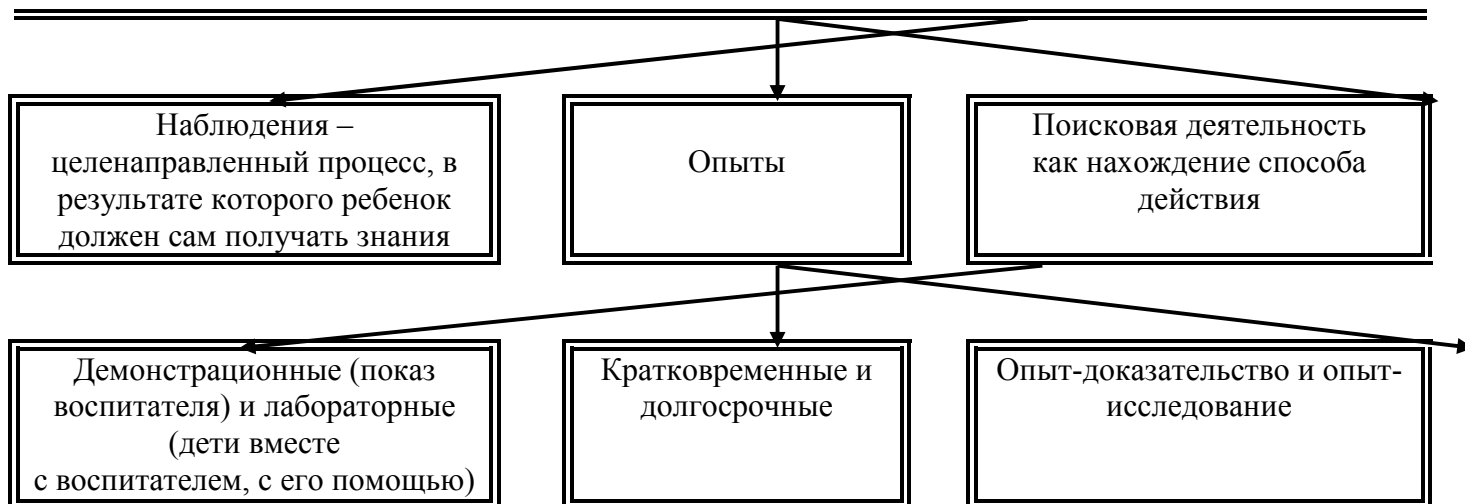 Наблюдения –
целенаправленный процесс, в
результате которого ребенок
должен сам получать знания
Опыты
Поисковая деятельность
как нахождение способа
действия
Демонстрационные (показ
воспитателя) и лабораторные
(дети вместе
с воспитателем, с его помощью)
Кратковременные и
долгосрочные
Опыт-доказательство и опыт-
исследование